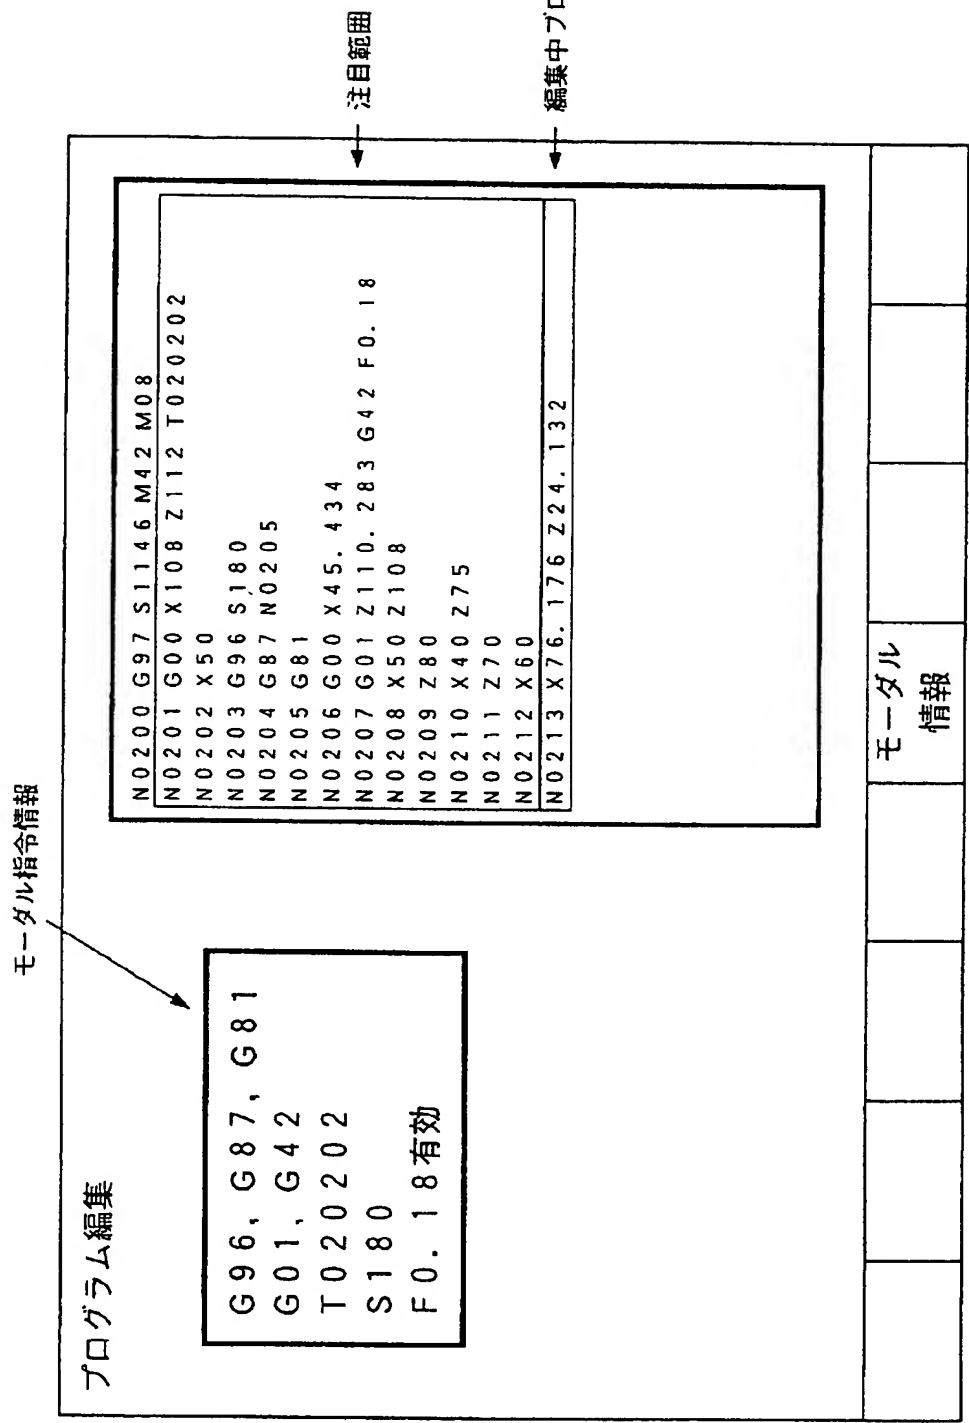 モーダル指令情報
プログラム編集
G96, G87, G81
G01, G42
T020202
S180
F0.18有効
N0200 G97 S1146 M42 M08
N0201 G00 X108 Z112 T020202
N0202 X50
N0203 G96 S180
N0204 G87 N0205
N0205 G81
N0206 G00 X45.434
N0207 G01 Z110.283 G42 F0.18
N0208 X50 Z108
N0209 Z80
N0210 X40 Z75
N0211 Z70
N0212 X60
N0213 X76.176 Z24.132
注目範囲
編集中ブロ
モーダル
情報